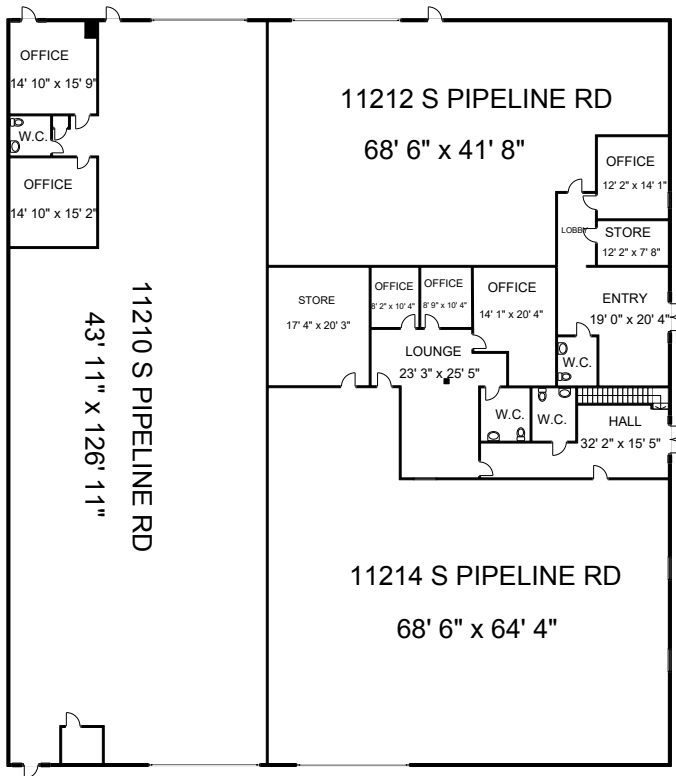 OFFICE
14' 10" x 15' 9"
W.C.
OFFICE
14' 10" x 15' 2"
11210 S PIPELINE RD
43' 11" x 126' 11"
11212 S PIPELINE RD
68' 6" x 41' 8"
OFFICE
12' 2" x 14' 1"
LOBBY
STORE
12' 2" x 7' 8"
STORE
17' 4" x 20' 3"
OFFICE
8' 2" x 10' 4"
OFFICE
8' 9" x 10' 4"
OFFICE
14' 1" x 20' 4"
ENTRY
19' 0" x 20' 4"
LOUNGE
23' 3" x 25' 5"
W.C.
W.C.
W.C.
HALL
32' 2" x 15' 5"
11214 S PIPELINE RD
68' 6" x 64' 4"